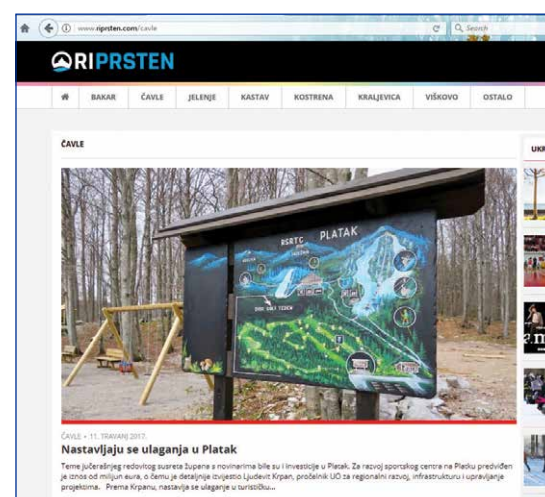 www.riprsten.com/cavle
Search
RIPRSTEN
BAKAR ČAVLE JELENJE KASTAV KOSTRENA KRALJEVICA VIŠKOVO OSTALO
ČAVLE
UKR
PLATAK
ČAVLE • 11. TRAVANJ 2017.
Nastavljaju se ulaganja u Platak
Teme jučerašnjeg redovitog susreta župana s novinarima bile su i investicije u Platak. Za razvoj sportskog centra na Platku predviđen
je iznos od milijun eura, o čemu je detaljnije izvijestio Ljudevit Krpan, pročelnik UO za regionalni razvoj, infrastrukturu i upravljanje
projektima. Prema Krpanu, nastavlja se ulaganje u turističku...